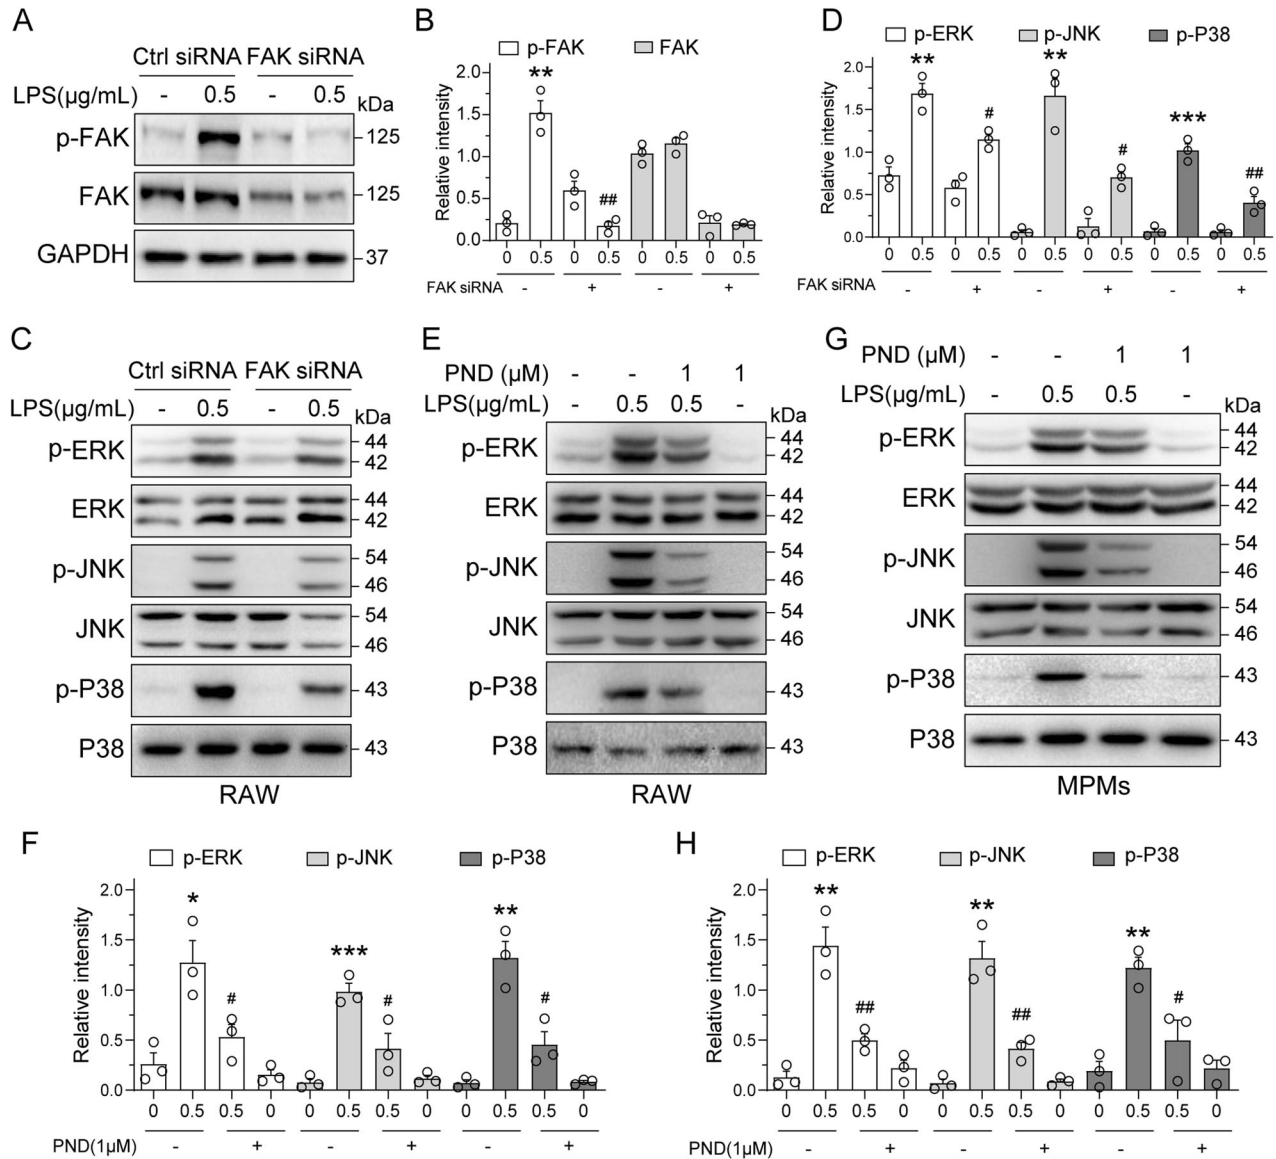 A
Ctrl siRNA FAK siRNA
LPS(µg/mL) - 0.5 - 0.5 kDa
p-FAK 125
FAK 125
GAPDH 37
B
p-FAK FAK
Relative intensity
2.0
1.5
1.0
0.5
0.0
** ##
0 0.5 0 0.5 0 0.5 0 0.5
FAK siRNA - + - +
D
p-ERK p-JNK p-P38
Relative intensity
2.0
1.5
1.0
0.5
0.0
** # ** # *** ##
0 0.5 0 0.5 0 0.5 0 0.5 0 0.5 0 0.5
FAK siRNA - + - + - +
C
Ctrl siRNA FAK siRNA
LPS(µg/mL) - 0.5 - 0.5 kDa
p-ERK 44
42
ERK 44
42
p-JNK 54
46
JNK 54
46
p-P38 43
P38 43
RAW
E
PND (µM) - - 1 1
LPS(µg/mL) - 0.5 0.5 - kDa
p-ERK 44
42
ERK 44
42
p-JNK 54
46
JNK 54
46
p-P38 43
P38 43
RAW
G
PND (µM) - - 1 1
LPS(µg/mL) - 0.5 0.5 - kDa
p-ERK 44
42
ERK 44
42
p-JNK 54
46
JNK 54
46
p-P38 43
P38 43
MPMs
F
p-ERK p-JNK p-P38
Relative intensity
2.0
1.5
1.0
0.5
0.0
* # *** # ** #
0 0.5 0.5 0 0 0.5 0.5 0 0 0.5 0.5 0
PND(1µM) - + - + - +
H
p-ERK p-JNK p-P38
Relative intensity
2.0
1.5
1.0
0.5
0.0
** ## ** ## ** #
0 0.5 0.5 0 0 0.5 0.5 0 0 0.5 0.5 0
PND(1µM) - + - + - +